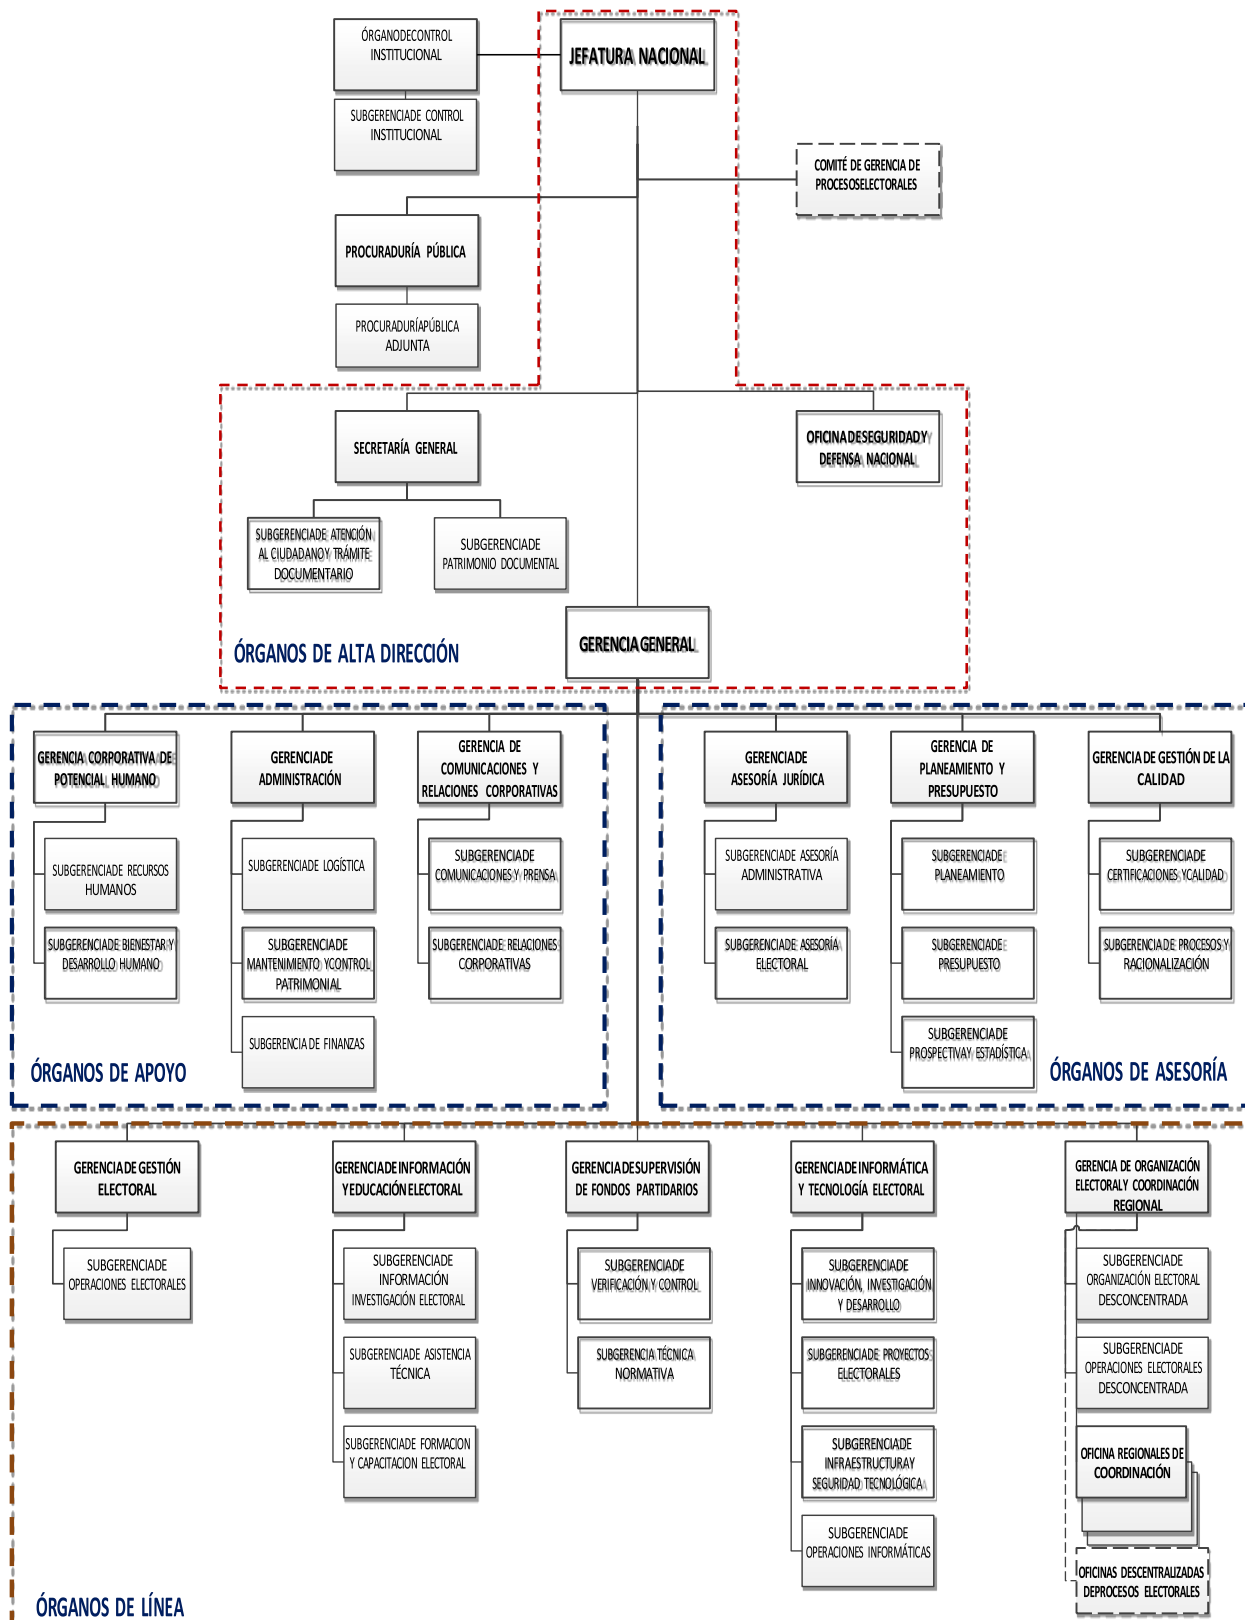 ÓRGANODECONTROL
INSTITUCIONAL
JEFATURA NACIONAL
SUBGERENCIADE CONTROL
INSTITUCIONAL
COMITÉ DE GERENCIA DE
PROCESOSELECTORALES
PROCURADURÍA PÚBLICA
PROCURADURÍAPÚBLICA
ADJUNTA
SECRETARÍA GENERAL
OFICINADESEGURIDADY
DEFENSA NACIONAL
SUBGERENCIADE ATENCIÓN
AL CIUDADANOY TRÁMITE
DOCUMENTARIO
SUBGERENCIADE
PATRIMONIO DOCUMENTAL
GERENCIAGENERAL
ÓRGANOS DE ALTA DIRECCIÓN
GERENCIA CORPORATIVA DE
POTENCIAL HUMANO
GERENCIADE
ADMINISTRACIÓN
GERENCIA DE
COMUNICACIONES Y
RELACIONES CORPORATIVAS
GERENCIADE
ASESORÍA JURÍDICA
GERENCIA DE
PLANEAMIENTO Y
PRESUPUESTO
GERENCIA DE GESTIÓN DE LA
CALIDAD
SUBGERENCIADE RECURSOS
HUMANOS
SUBGERENCIADE LOGÍSTICA
SUBGERENCIADE
COMUNICACIONES Y PRENSA
SUBGERENCIADE ASESORÍA
ADMINISTRATIVA
SUBGERENCIADE
PLANEAMIENTO
SUBGERENCIADE
CERTIFICACIONES YCALIDAD
SUBGERENCIADE BIENESTAR Y
DESARROLLO HUMANO
SUBGERENCIADE
MANTENIMIENTO YCONTROL
PATRIMONIAL
SUBGERENCIADE RELACIONES
CORPORATIVAS
SUBGERENCIADE ASESORÍA
ELECTORAL
SUBGERENCIADE
PRESUPUESTO
SUBGERENCIA DE PROCESOS Y
RACIONALIZACIÓN
SUBGERENCIA DE FINANZAS
SUBGERENCIADE
PROSPECTIVAY ESTADÍSTICA
ÓRGANOS DE APOYO
ÓRGANOS DE ASESORÍA
GERENCIADE GESTIÓN
ELECTORAL
GERENCIADE INFORMACIÓN
Y EDUCACIÓN ELECTORAL
GERENCIADE SUPERVISIÓN
DE FONDOS PARTIDARIOS
GERENCIADE INFORMÁTICA
Y TECNOLOGÍA ELECTORAL
GERENCIA DE ORGANIZACIÓN
ELECTORALY COORDINACIÓN
REGIONAL
SUBGERENCIADE
OPERACIONES ELECTORALES
SUBGERENCIADE
INFORMACIÓN
INVESTIGACIÓN ELECTORAL
SUBGERENCIADE
VERIFICACIÓN Y CONTROL
SUBGERENCIADE
INNOVACIÓN, INVESTIGACIÓN
Y DESARROLLO
SUBGERENCIADE
ORGANIZACIÓN ELECTORAL
DESCONCENTRADA
SUBGERENCIADE ASISTENCIA
TÉCNICA
SUBGERENCIA TÉCNICA
NORMATIVA
SUBGERENCIADE PROYECTOS
ELECTORALES
SUBGERENCIADE
OPERACIONES ELECTORALES
DESCONCENTRADA
SUBGERENCIADE FORMACION
Y CAPACITACION ELECTORAL
SUBGERENCIADE
INFRAESTRUCTURAY
SEGURIDAD TECNOLÓGICA
OFICINA REGIONALES DE
COORDINACIÓN
SUBGERENCIADE
OPERACIONES INFORMÁTICAS
OFICINAS DESCENTRALIZADAS
DEPROCESOS ELECTORALES
ÓRGANOS DE LÍNEA